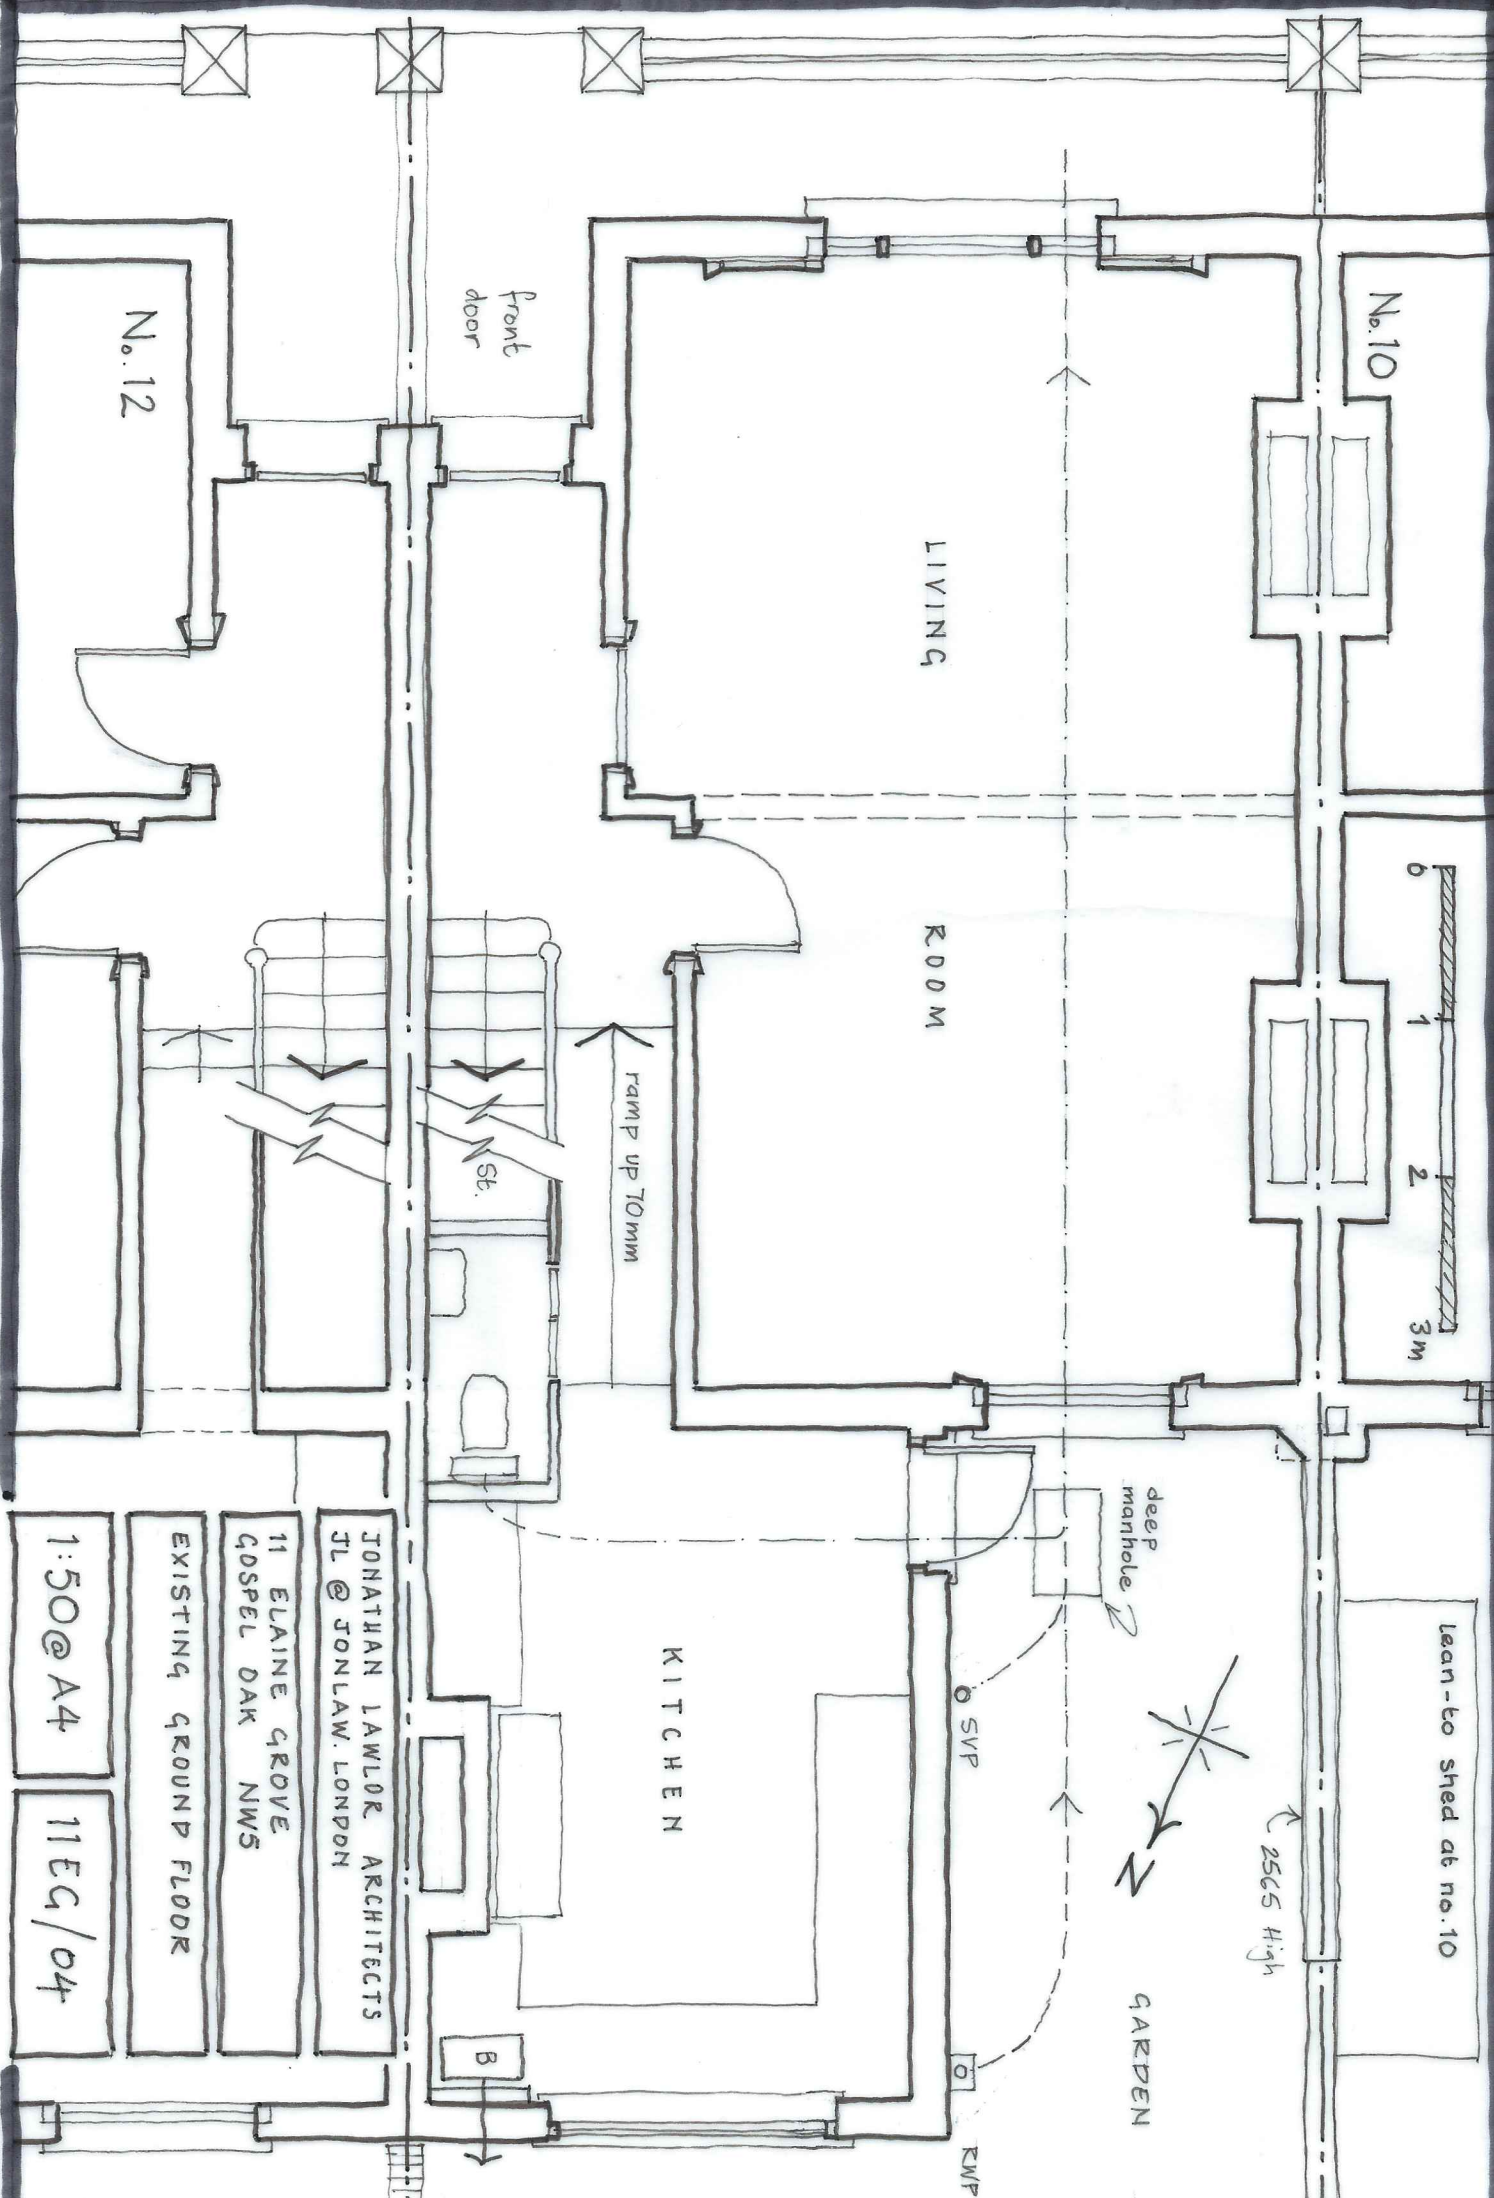 No. 10
0 1 2 3m
lean-to shed at no.10
2565 High
GARDEN
N
deep
manhole
SVP
RWP
LIVING
ROOM
KITCHEN
ramp up 70mm
front
door
St.
B
No. 12
JONATHAN LAWLOR ARCHITECTS
JL @ JONLAW.LONDON
11 ELAINE GROVE
GOSPEL OAK NW5
EXISTING GROUND FLOOR
1:50@A4
11EG/04